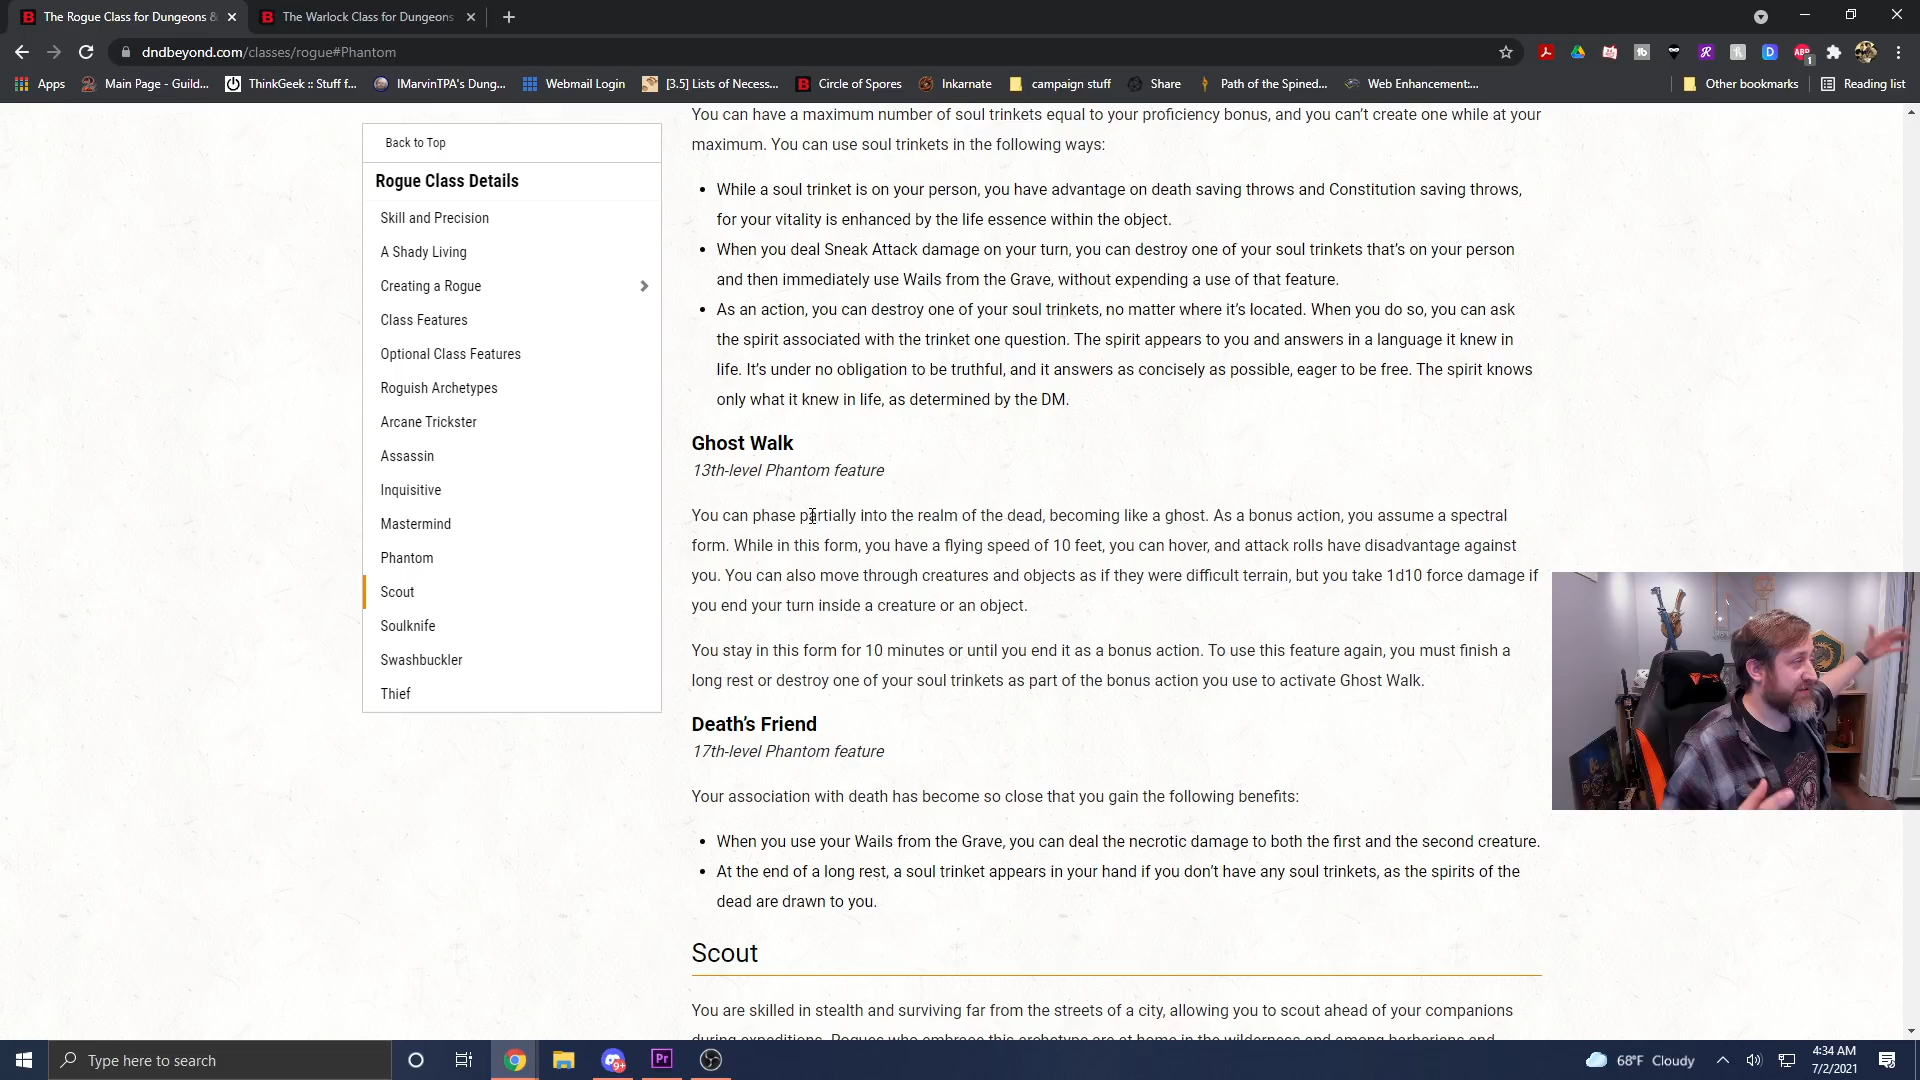 The Rogue Class for Dungeons &
The Warlock Class for Dungeons
dndbeyond.com/classes/rogue#Phantom
Apps
Main Page - Guild...
ThinkGeek :: Stuff f...
IMarvinTPA's Dung...
Webmail Login
[3.5] Lists of Necess...
Circle of Spores
Inkarnate
campaign stuff
Share
Path of the Spined...
Web Enhancement:...
Other bookmarks
Reading list
Back to Top
Rogue Class Details
Skill and Precision
A Shady Living
Creating a Rogue
Class Features
Optional Class Features
Roguish Archetypes
Arcane Trickster
Assassin
Inquisitive
Mastermind
Phantom
Scout
Soulknife
Swashbuckler
Thief
You can have a maximum number of soul trinkets equal to your proficiency bonus, and you can't create one while at your
maximum. You can use soul trinkets in the following ways:
• While a soul trinket is on your person, you have advantage on death saving throws and Constitution saving throws,
for your vitality is enhanced by the life essence within the object.
• When you deal Sneak Attack damage on your turn, you can destroy one of your soul trinkets that's on your person
and then immediately use Wails from the Grave, without expending a use of that feature.
• As an action, you can destroy one of your soul trinkets, no matter where it's located. When you do so, you can ask
the spirit associated with the trinket one question. The spirit appears to you and answers in a language it knew in
life. It's under no obligation to be truthful, and it answers as concisely as possible, eager to be free. The spirit knows
only what it knew in life, as determined by the DM.
Ghost Walk
13th-level Phantom feature
You can phase partially into the realm of the dead, becoming like a ghost. As a bonus action, you assume a spectral
form. While in this form, you have a flying speed of 10 feet, you can hover, and attack rolls have disadvantage against
you. You can also move through creatures and objects as if they were difficult terrain, but you take 1d10 force damage if
you end your turn inside a creature or an object.
You stay in this form for 10 minutes or until you end it as a bonus action. To use this feature again, you must finish a
long rest or destroy one of your soul trinkets as part of the bonus action you use to activate Ghost Walk.
Death's Friend
17th-level Phantom feature
Your association with death has become so close that you gain the following benefits:
• When you use your Wails from the Grave, you can deal the necrotic damage to both the first and the second creature.
• At the end of a long rest, a soul trinket appears in your hand if you don't have any soul trinkets, as the spirits of the
dead are drawn to you.
Scout
You are skilled in stealth and surviving far from the streets of a city, allowing you to scout ahead of your companions
during expeditions. Rogues who embrace this archetype are at home in the wilderness and among barbarians and
Type here to search
68°F Cloudy
4:34 AM
7/2/2021